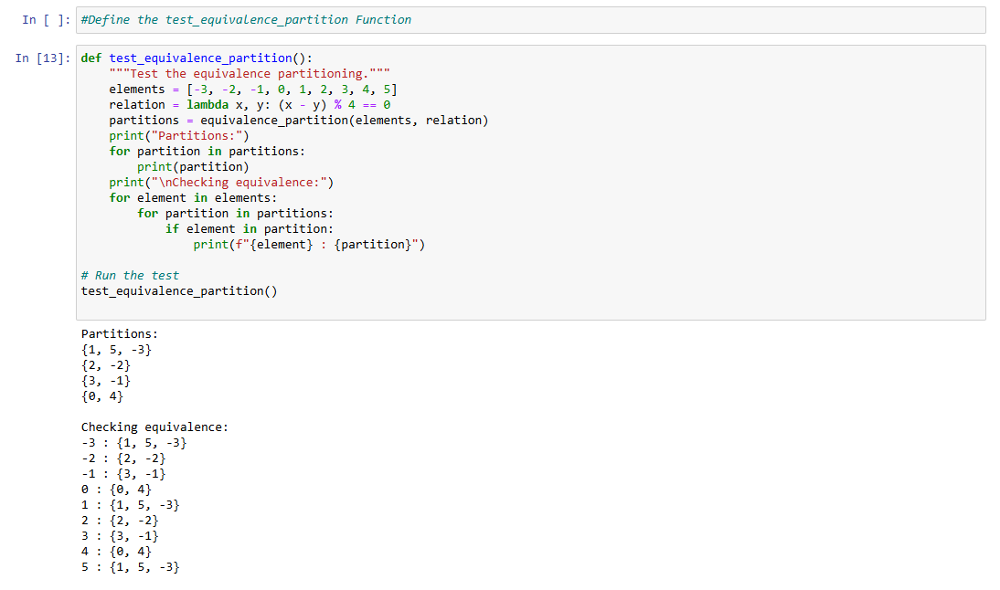 In [ ]: #Define the test_equivalence_partition Function
In [13]: def test_equivalence_partition():
    """Test the equivalence partitioning."""
    elements = [-3, -2, -1, 0, 1, 2, 3, 4, 5]
    relation = lambda x, y: (x - y) % 4 == 0
    partitions = equivalence_partition(elements, relation)
    print("Partitions:")
    for partition in partitions:
        print(partition)
    print("\nChecking equivalence:")
    for element in elements:
        for partition in partitions:
            if element in partition:
                print(f"{element} : {partition}")
# Run the test
test_equivalence_partition()
Partitions:
{1, 5, -3}
{2, -2}
{3, -1}
{0, 4}
Checking equivalence:
-3 : {1, 5, -3}
-2 : {2, -2}
-1 : {3, -1}
0 : {0, 4}
1 : {1, 5, -3}
2 : {2, -2}
3 : {3, -1}
4 : {0, 4}
5 : {1, 5, -3}